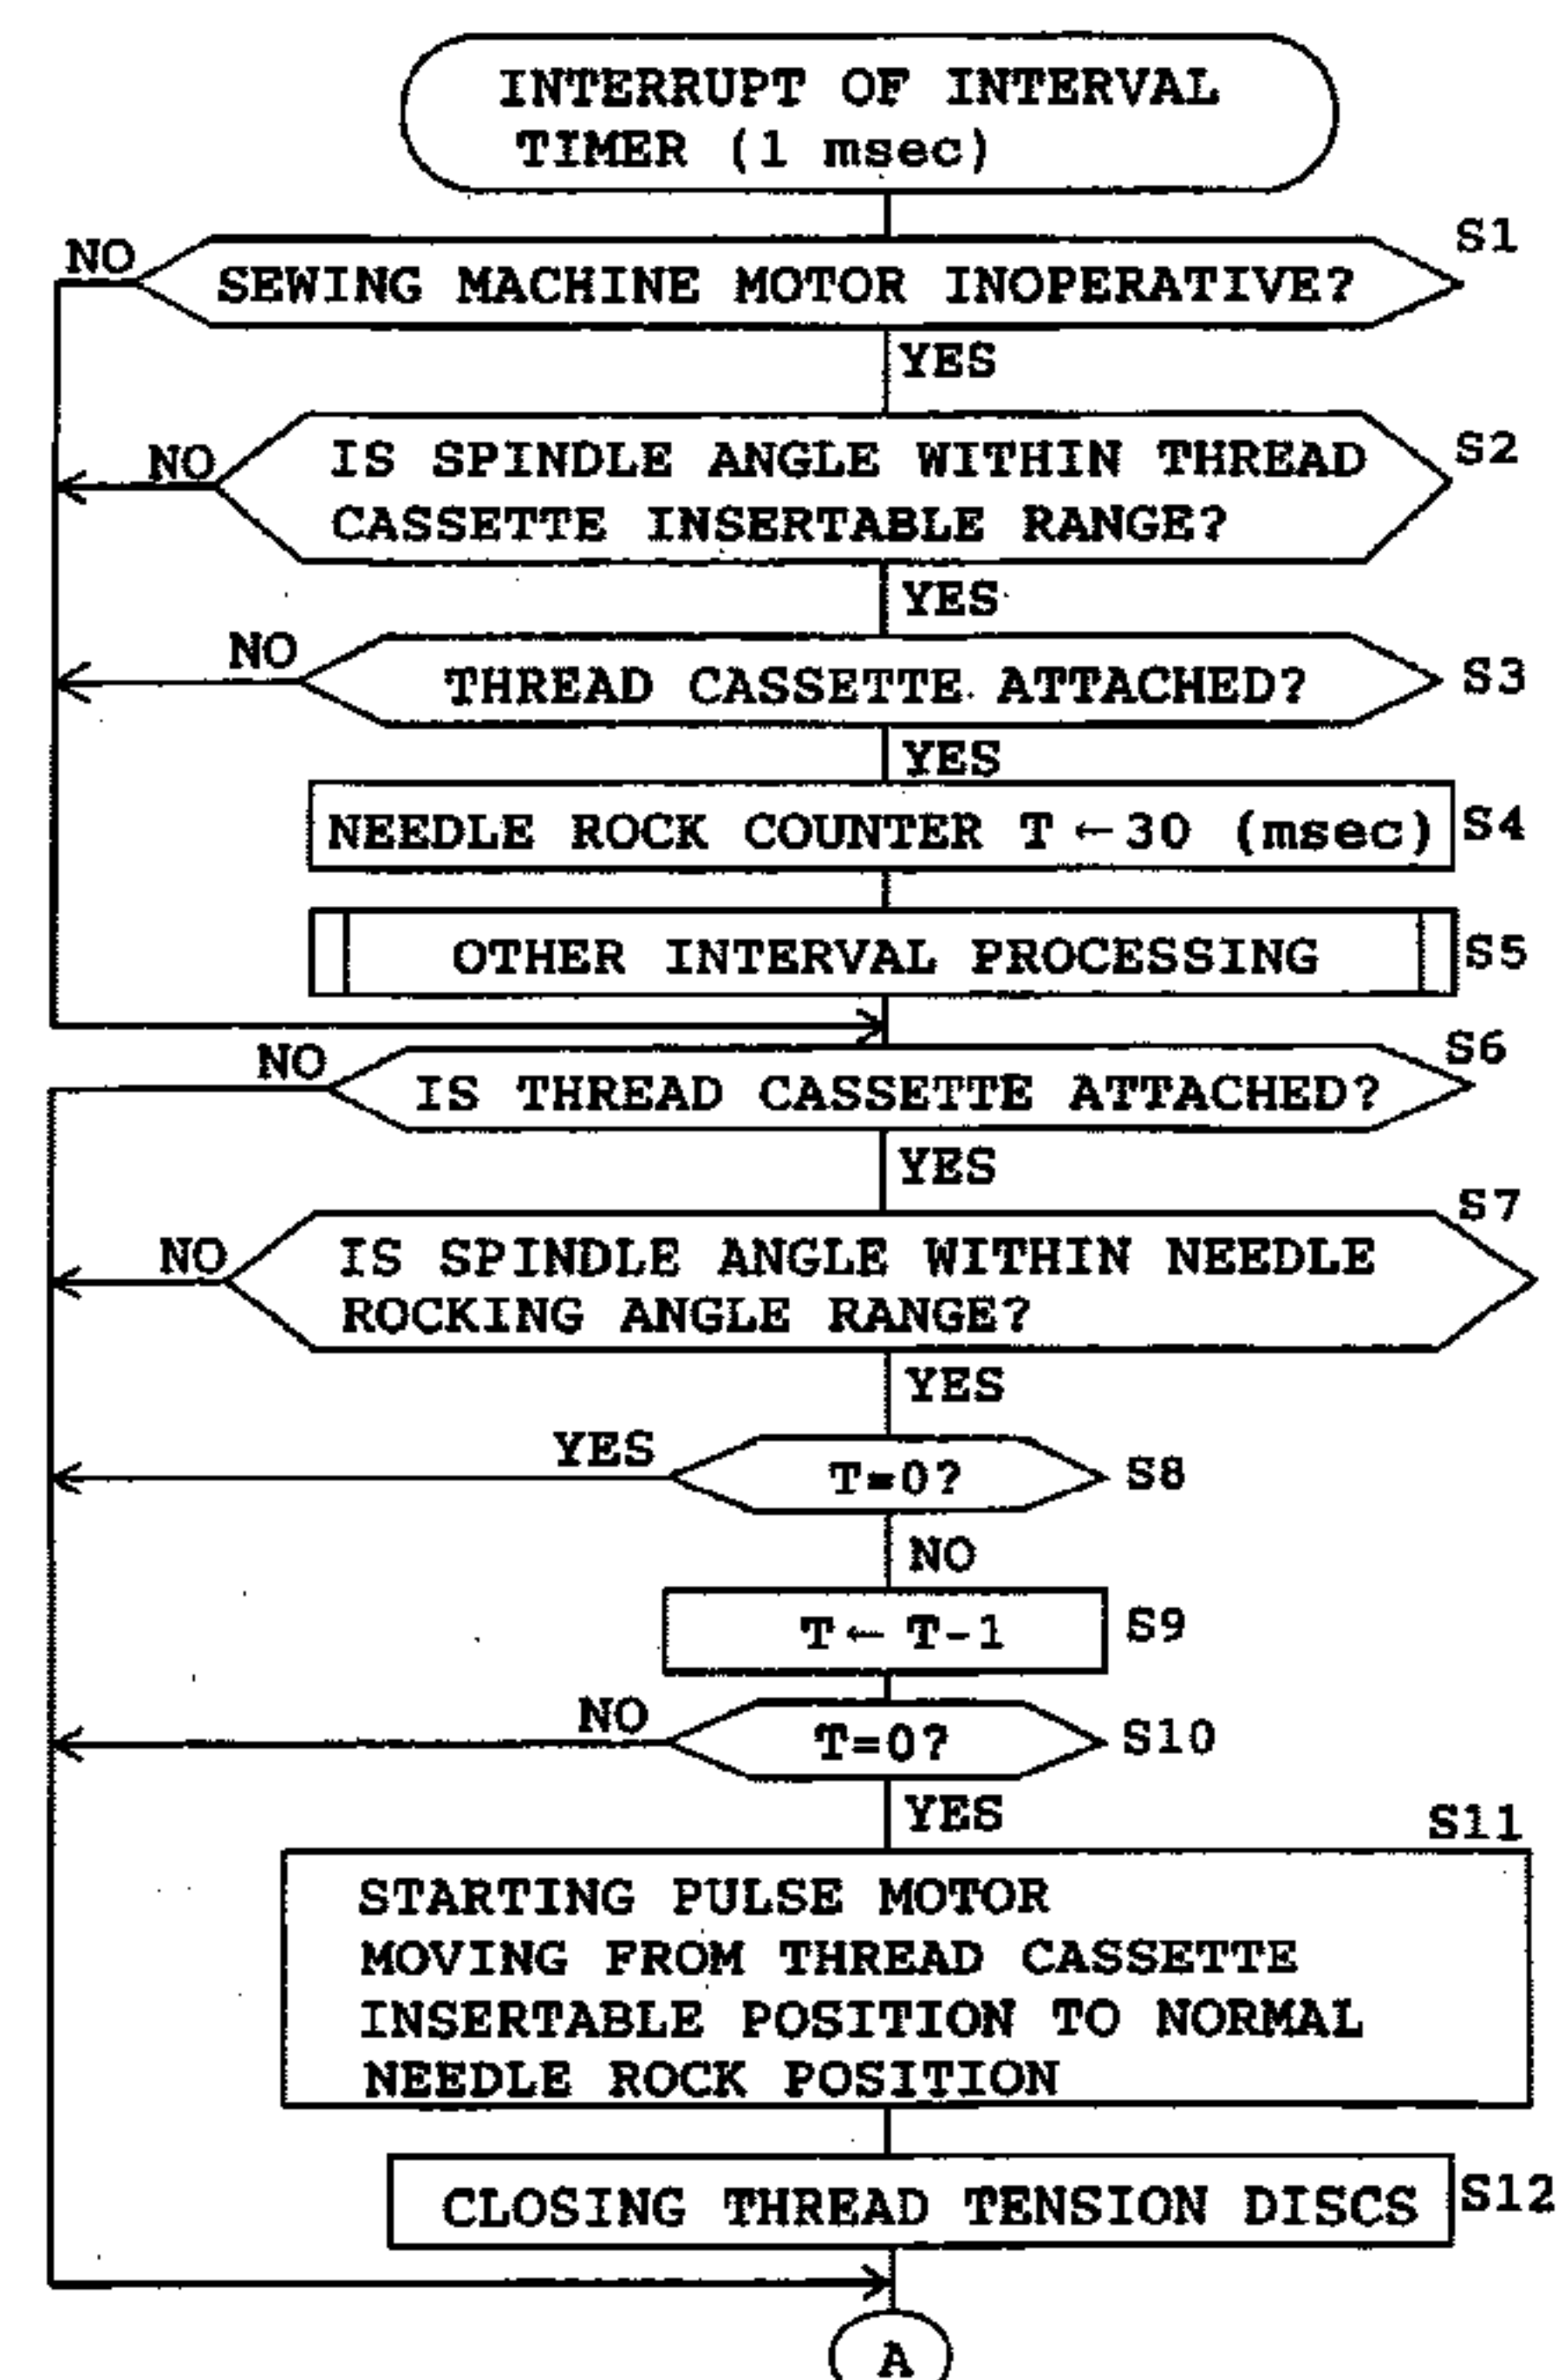 INTERRUPT OF INTERVAL
TIMER (1 msec)
S1
NO
SEWING MACHINE MOTOR INOPERATIVE?
YES
S2
NO
IS SPINDLE ANGLE WITHIN THREAD
CASSETTE INSERTABLE RANGE?
YES
NO
THREAD CASSETTE ATTACHED?
S3
YES
NEEDLE ROCK COUNTER T ← 30 (msec)
S4
OTHER INTERVAL PROCESSING
S5
S6
NO
IS THREAD CASSETTE ATTACHED?
YES
S7
NO
IS SPINDLE ANGLE WITHIN NEEDLE
ROCKING ANGLE RANGE?
YES
YES
T=0?
S8
NO
T ← T-1
S9
NO
T=0?
S10
YES
S11
STARTING PULSE MOTOR
MOVING FROM THREAD CASSETTE
INSERTABLE POSITION TO NORMAL
NEEDLE ROCK POSITION
CLOSING THREAD TENSION DISCS
S12
A